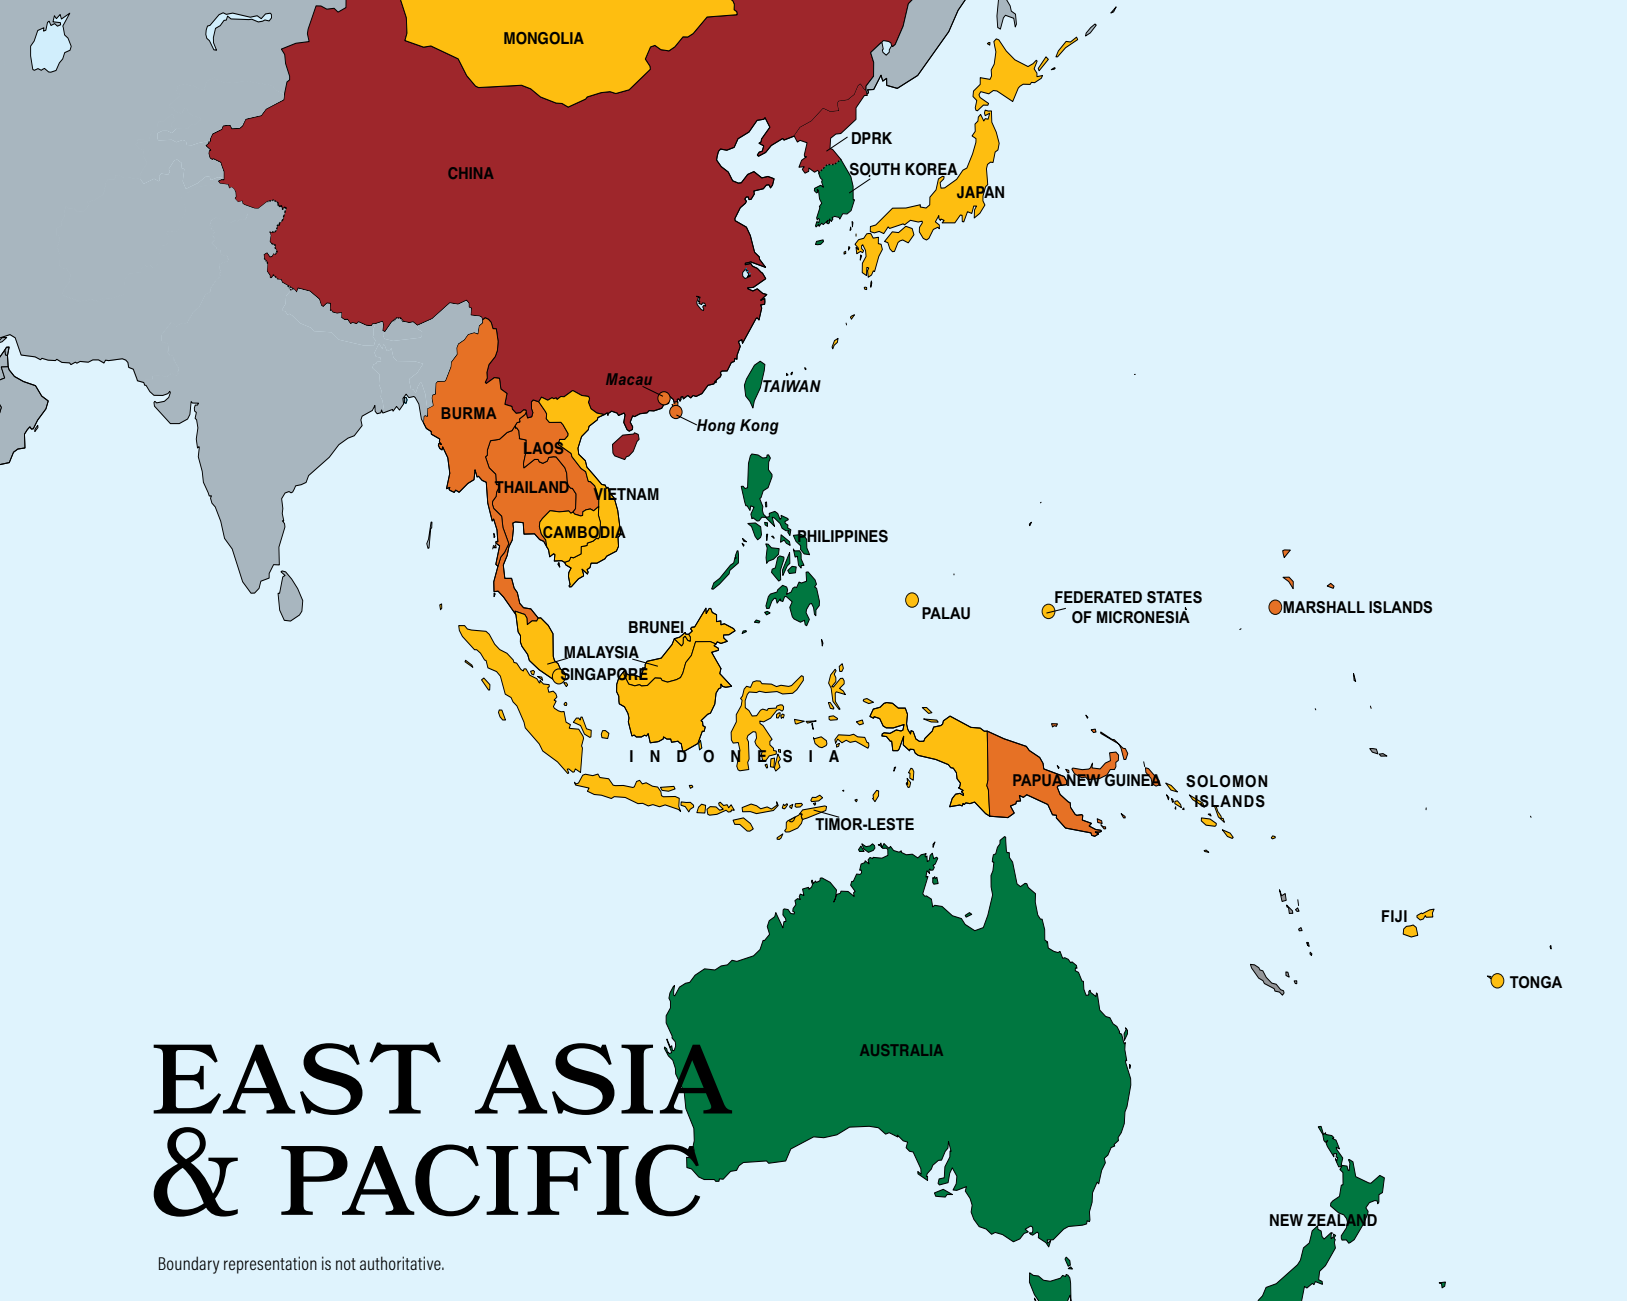 MONGOLIA
DPRK
SOUTH KOREA
CHINA
JAPAN
Macau
TAIWAN
BURMA
Hong Kong
LAOS
THAILAND
VIETNAM
CAMBODIA
PHILIPPINES
FEDERATED STATES
OF MICRONESIA
MARSHALL ISLANDS
PALAU
BRUNEI
MALAYSIA
SINGAPORE
INDONESIA
PAPUA NEW GUINEA
SOLOMON
ISLANDS
TIMOR-LESTE
FIJI
TONGA
AUSTRALIA
EAST ASIA
& PACIFIC
NEW ZEALAND
Boundary representation is not authoritative.